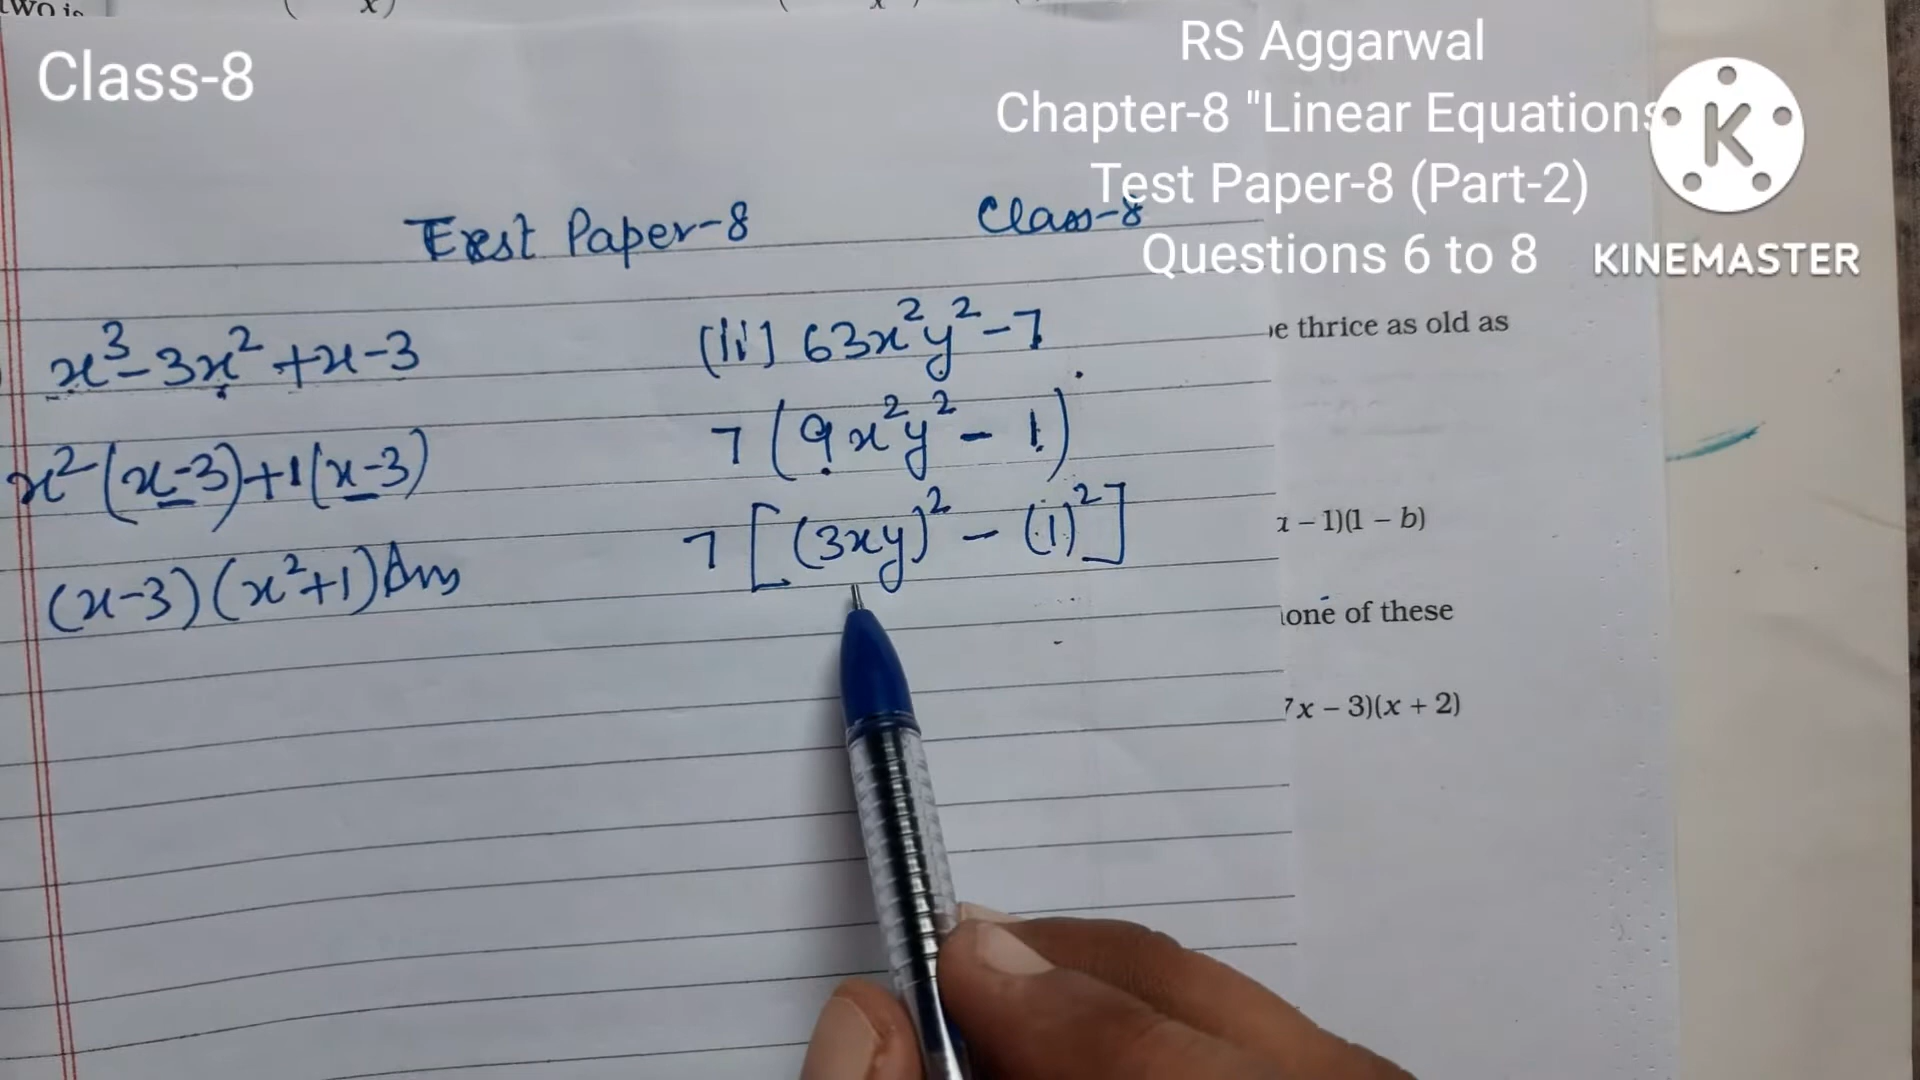 two is
Class-8
RS Aggarwal
Chapter-8 "Linear Equations
Test Paper-8 (Part-2)
Questions 6 to 8
K
KINEMASTER
Test Paper-8
Class-8
x³-3x²+x-3
x²(x-3)+1(x-3)
(x-3)(x²+1)Ans
(ii) 63x²y²-7
7(9x²y²-1)
7[(3xy)²-(1)²]
e thrice as old as
– 1)(1 – b)
one of these
7x – 3)(x + 2)